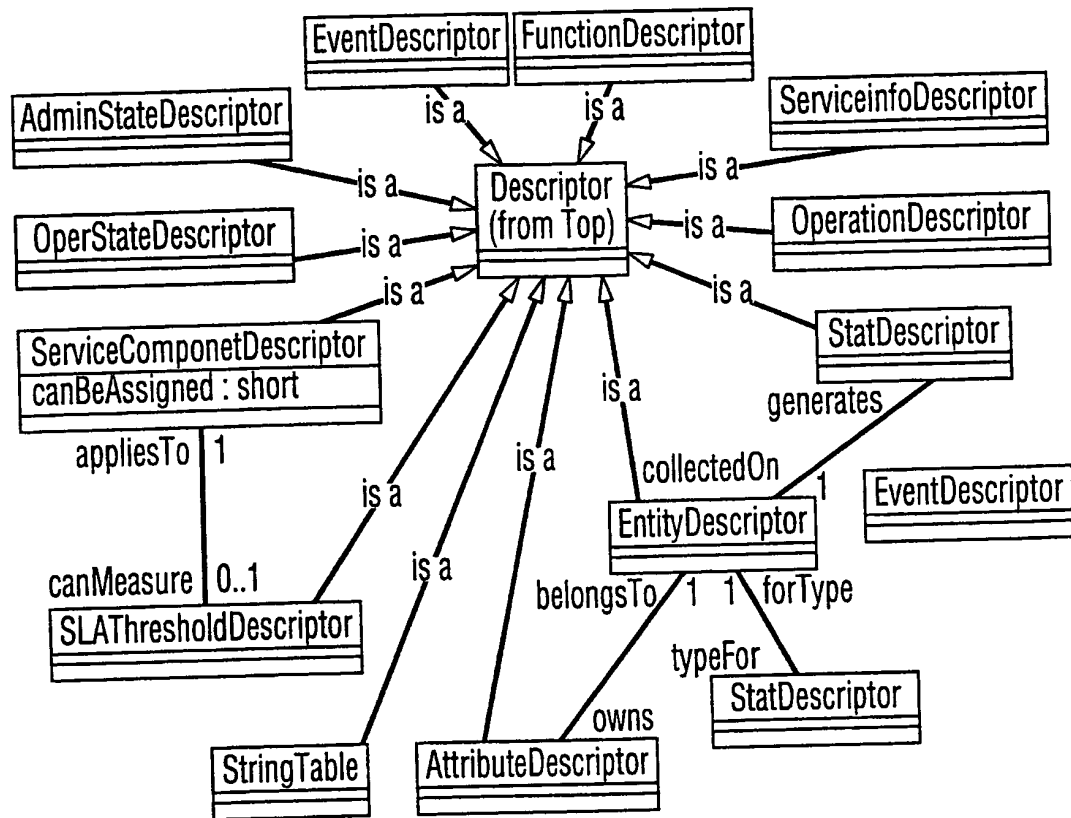 EventDescriptor
FunctionDescriptor
AdminStateDescriptor
ServiceinfoDescriptor
is a
is a
is a
is a
Descriptor
(from Top)
OperStateDescriptor
OperationDescriptor
is a
is a
is a
is a
ServiceComponetDescriptor
canBeAssigned : short
StatDescriptor
is a
generates
appliesTo 1
is a
is a
collectedOn
1
EntityDescriptor
EventDescriptor
is a
canMeasure 0..1
belongsTo 1 1 forType
SLAThresholdDescriptor
typeFor
StatDescriptor
owns
StringTable
AttributeDescriptor